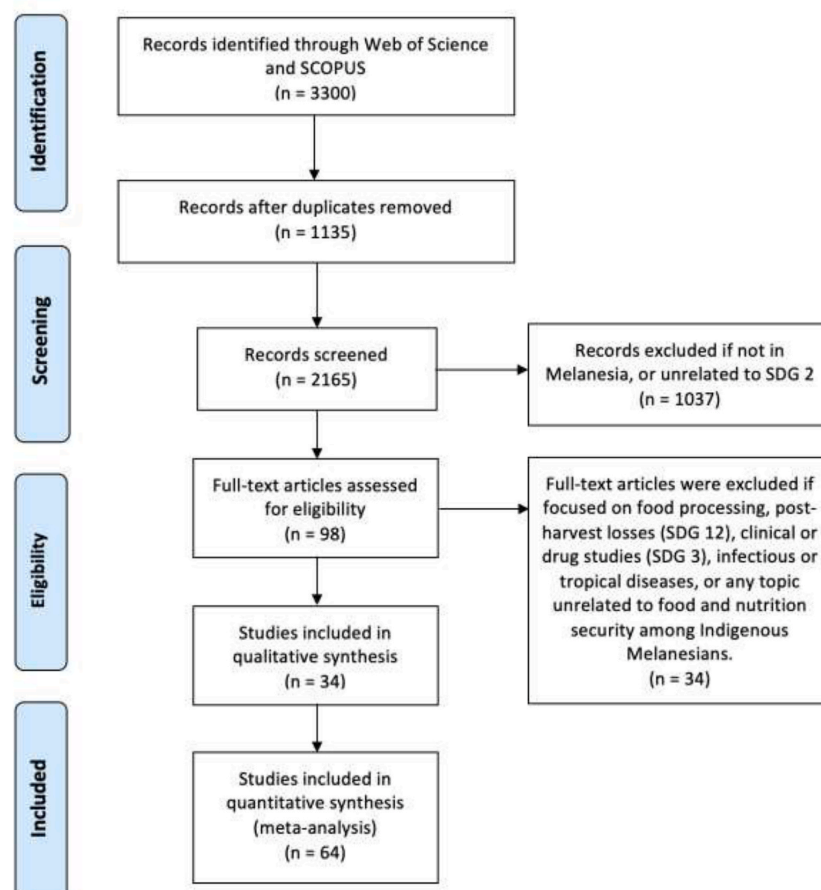 Identification
Records identified through Web of Science
and SCOPUS
(n = 3300)
Records after duplicates removed
(n = 1135)
Screening
Records screened
(n = 2165)
Records excluded if not in
Melanesia, or unrelated to SDG 2
(n = 1037)
Eligibility
Full-text articles assessed
for eligibility
(n = 98)
Full-text articles were excluded if
focused on food processing, post-
harvest losses (SDG 12), clinical or
drug studies (SDG 3), infectious or
tropical diseases, or any topic
unrelated to food and nutrition
security among Indigenous
Melanesians.
(n = 34)
Studies included in
qualitative synthesis
(n = 34)
Included
Studies included in
quantitative synthesis
(meta-analysis)
n = 64)